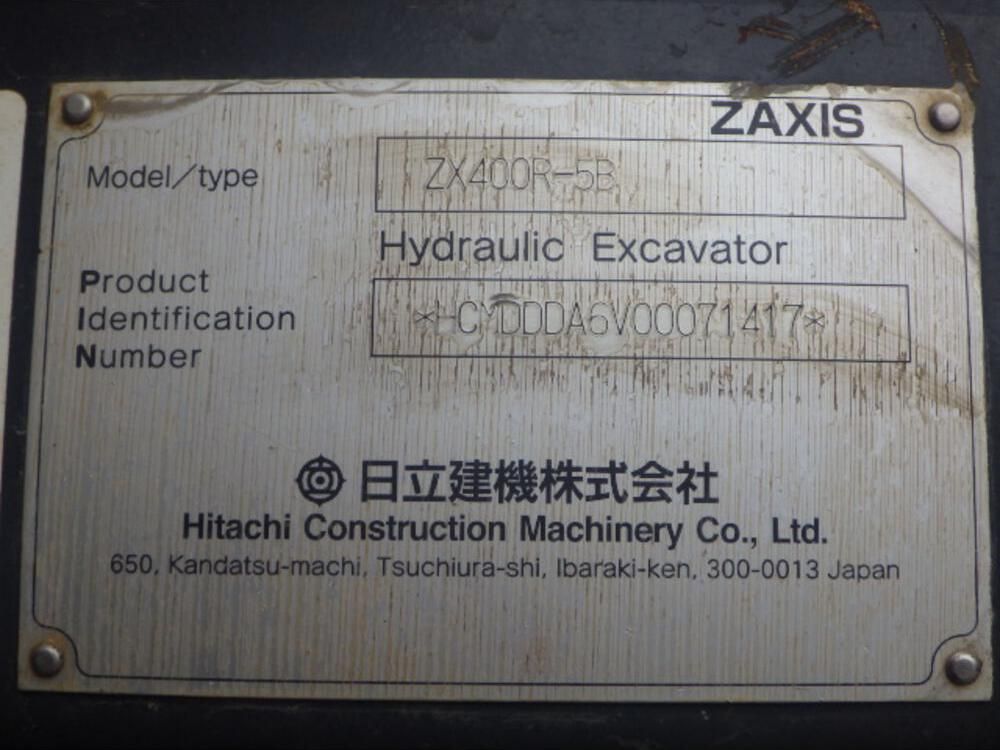 ZAXIS
Model/type ZX400R-5B
Hydraulic Excavator
Product
Identification
Number
*HCMDDDA6V00071417*
日立建機株式会社
Hitachi Construction Machinery Co., Ltd.
650, Kandatsu-machi, Tsuchiura-shi, Ibaraki-ken, 300-0013 Japan